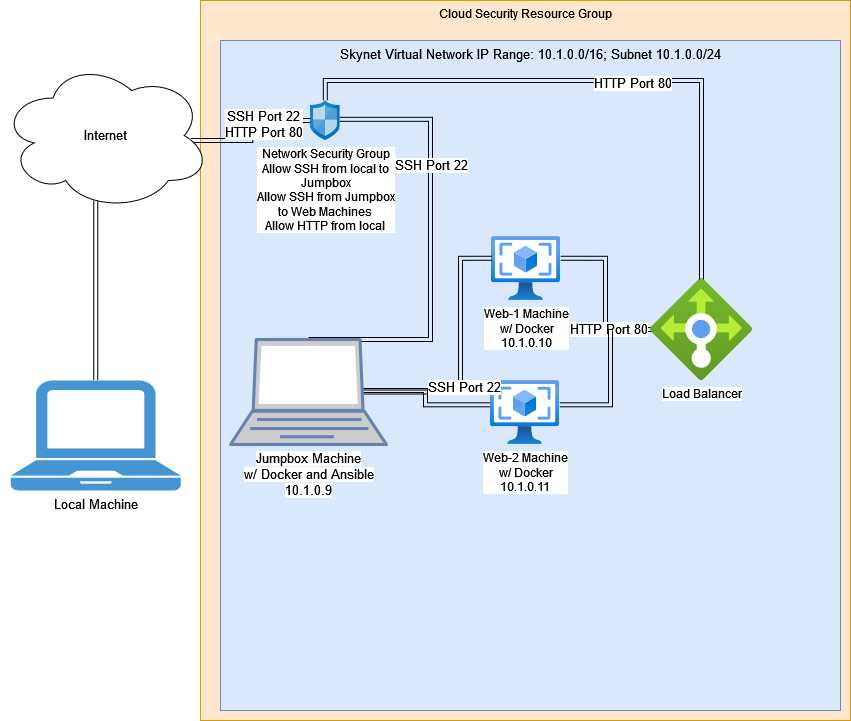 Cloud Security Resource Group
Skynet Virtual Network IP Range: 10.1.0.0/16; Subnet 10.1.0.0/24
HTTP Port 80
Internet
SSH Port 22
HTTP Port 80
Network Security Group
Allow SSH from local to
Jumpbox
Allow SSH from Jumpbox
to Web Machines
Allow HTTP from local
SSH Port 22
Web-1 Machine
w/ Docker
10.1.0.10
HTTP Port 80
Load Balancer
SSH Port 22
Jumpbox Machine
w/ Docker and Ansible
10.1.0.9
Web-2 Machine
w/ Docker
10.1.0.11
Local Machine